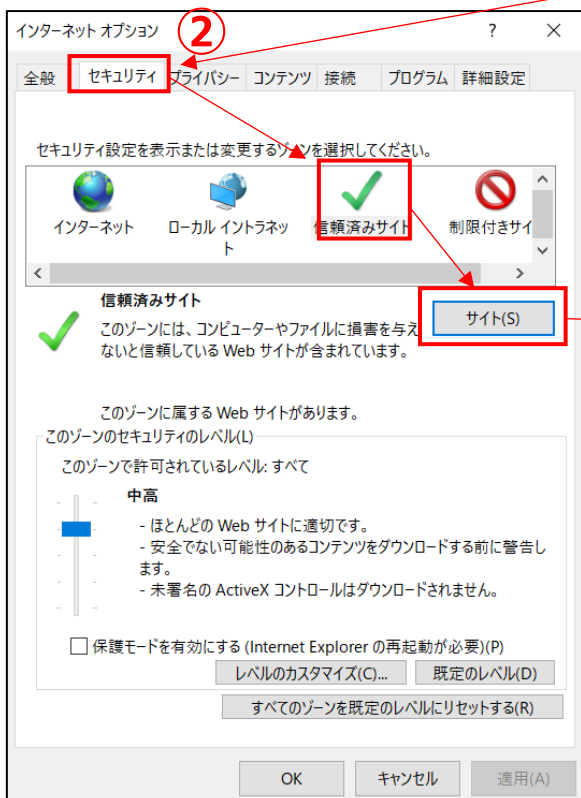 インターネット オプション
②
?
×
全般 セキュリティ プライバシー コンテンツ 接続 プログラム 詳細設定
セキュリティ設定を表示または変更するゾーンを選択してください。
インターネット
ローカル イントラネッ
ト
信頼済みサイト
制限付きサイ
信頼済みサイト
このゾーンには、コンピューターやファイルに損害を与え
ないと信頼している Web サイトが含まれています。
サイト(S)
このゾーンに属する Web サイトがあります。
このゾーンのセキュリティのレベル(L)
このゾーンで許可されているレベル: すべて
中高
- ほとんどの Web サイトに適切です。
- 安全でない可能性のあるコンテンツをダウンロードする前に警告し
ます。
- 未署名の ActiveX コントロールはダウンロードされません。
保護モードを有効にする (Internet Explorer の再起動が必要)(P)
レベルのカスタマイズ(C)... 既定のレベル(D)
すべてのゾーンを既定のレベルにリセットする(R)
OK キャンセル 適用(A)